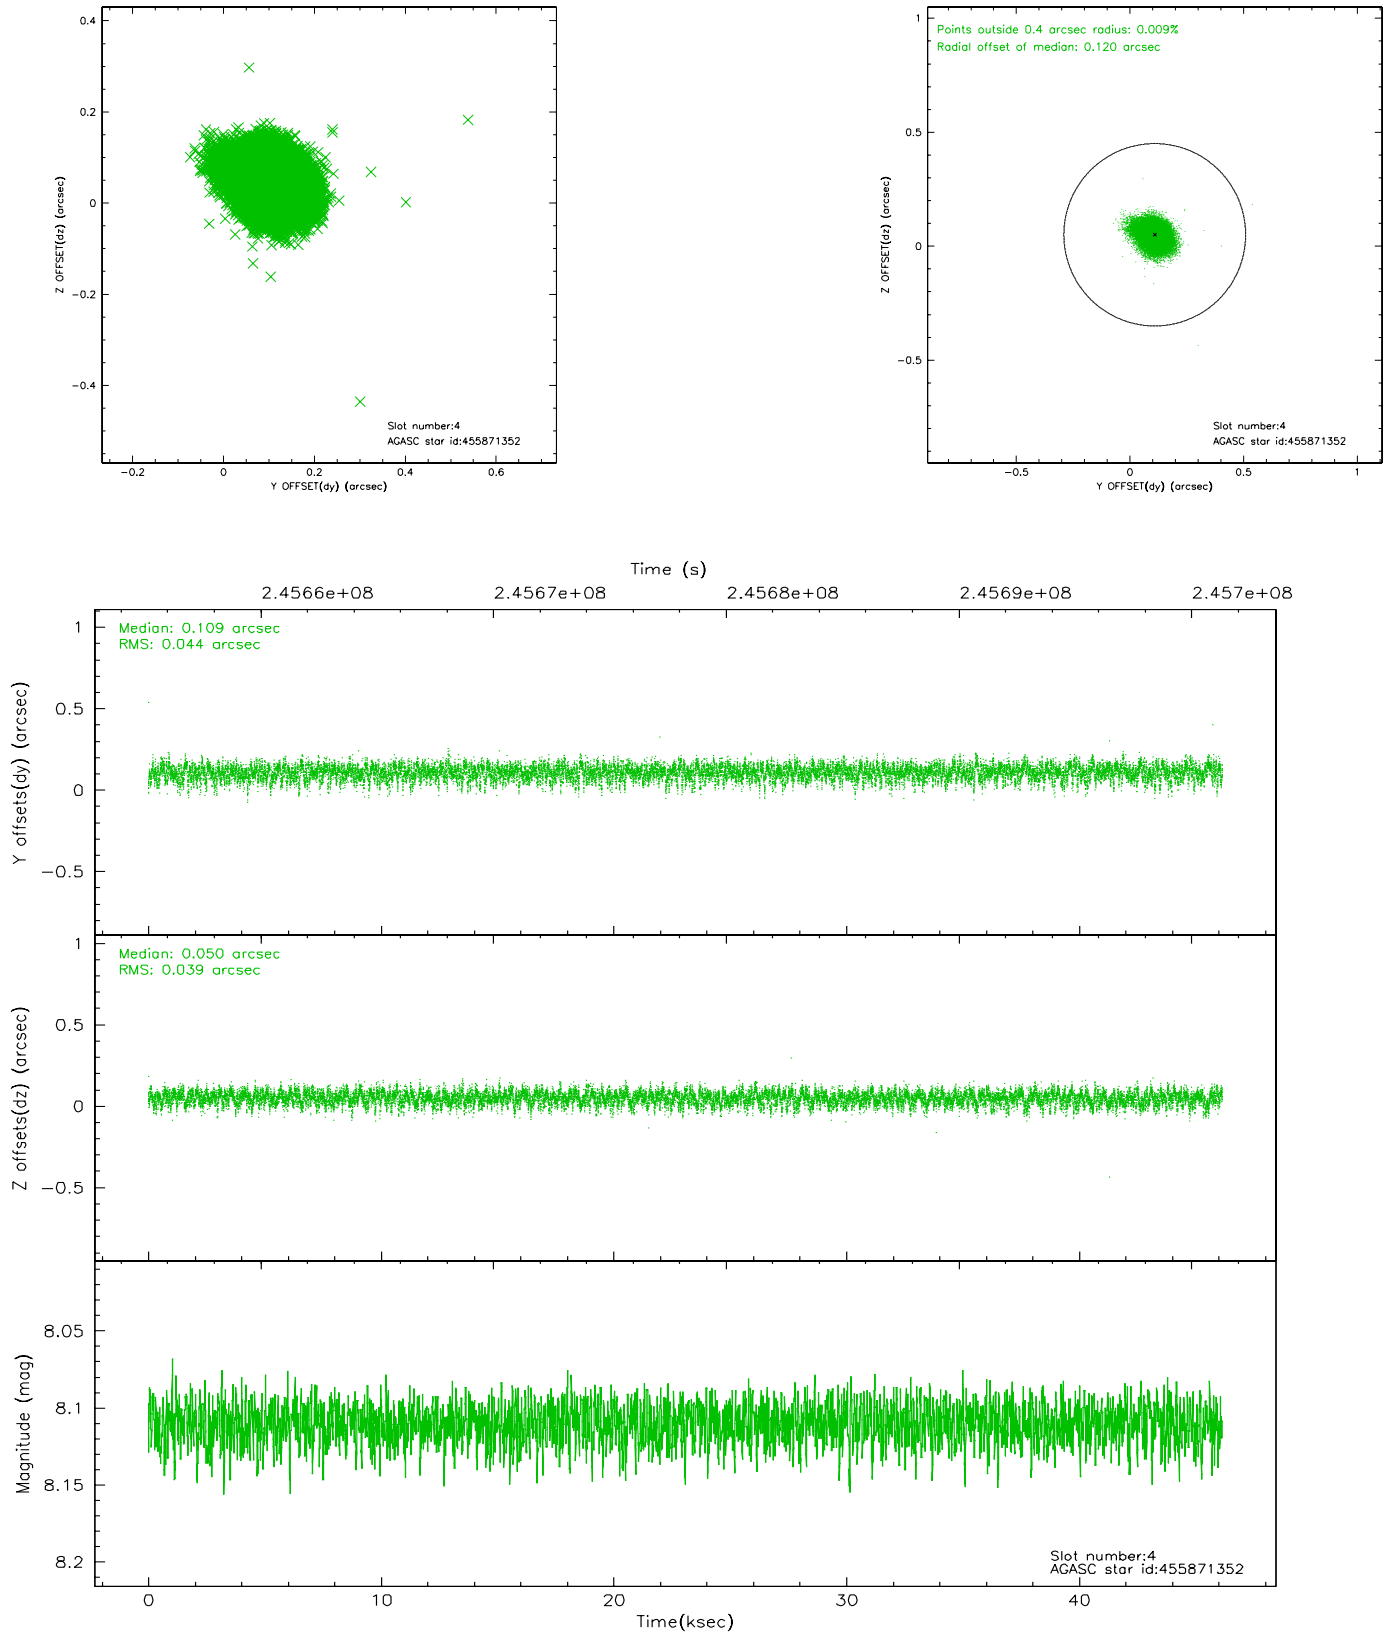 0.4
0.2
0
−0.2
−0.4
Z OFFSET(dz) (arcsec)
Slot number:4
AGASC star id:455871352
−0.2
0
0.2
0.4
0.6
Y OFFSET(dy) (arcsec)
Points outside 0.4 arcsec radius: 0.009%
Radial offset of median: 0.120 arcsec
1
0.5
0
−0.5
Z OFFSET(dz) (arcsec)
Slot number:4
AGASC star id:455871352
−0.5
0
0.5
1
Y OFFSET(dy) (arcsec)
Time (s)
2.4566e+08
2.4567e+08
2.4568e+08
2.4569e+08
2.457e+08
Median: 0.109 arcsec
RMS: 0.044 arcsec
1
0.5
0
−0.5
Y offsets(dy) (arcsec)
Median: 0.050 arcsec
RMS: 0.039 arcsec
1
0.5
0
−0.5
Z offsets(dz) (arcsec)
8.05
8.1
8.15
8.2
Magnitude (mag)
Slot number:4
AGASC star id:455871352
0
10
20
30
40
Time(ksec)